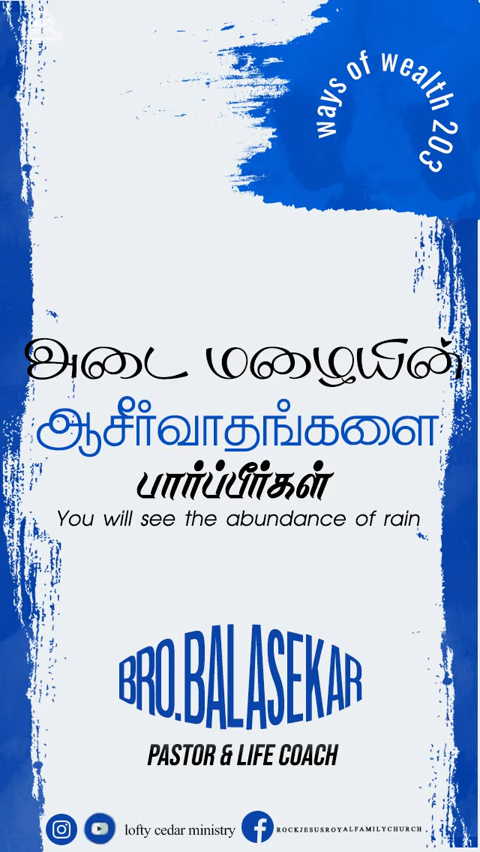 ways of wealth 203
அடை மழையின்
ஆசீர்வாதங்களை
பார்ப்பீர்கள்
You will see the abundance of rain
BRO.BALASEKAR
PASTOR & LIFE COACH
lofty cedar ministry ROCKJESUSROYALFAMILYCHURCH